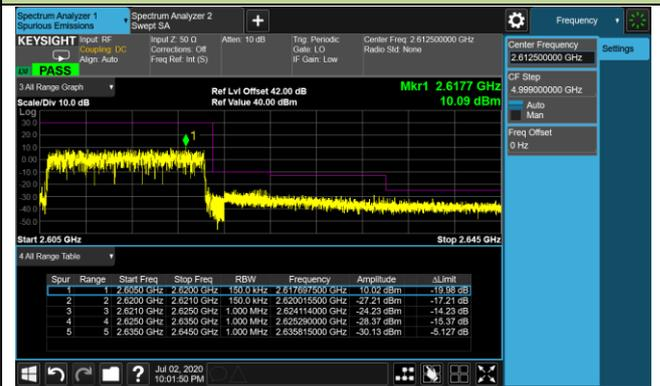 Spectrum Analyzer 1
Spurious Emissions
Spectrum Analyzer 2
Swept SA
+
Frequency
KEYSIGHT
Input: RF
Coupling: DC
Align: Auto
Input Z: 50 Ω
Corrections: Off
Freq Ref: Int (S)
Atten: 10 dB
Trig: Periodic
Gate: LO
IF Gain: Low
Center Freq: 2.612500000 GHz
Radio Std: None
PASS
3 All Range Graph
Scale/Div 10.0 dB
Ref Lvl Offset 42.00 dB
Ref Value 40.00 dBm
Mkr1 2.6177 GHz
10.09 dBm
Log
30.0
20.0
10.0
0.00
-10.0
-20.0
-30.0
-40.0
-50.0
1
Start 2.605 GHz
Stop 2.645 GHz
4 All Range Table
Spur Range Start Freq Stop Freq RBW Frequency Amplitude ΔLimit
1 1 2.6050 GHz 2.6200 GHz 150.0 kHz 2.617697500 GHz 10.02 dBm -19.98 dB
2 2 2.6200 GHz 2.6210 GHz 150.0 kHz 2.620015500 GHz -27.21 dBm -17.21 dB
3 3 2.6210 GHz 2.6250 GHz 1.000 MHz 2.624114000 GHz -24.23 dBm -14.23 dB
4 4 2.6250 GHz 2.6350 GHz 1.000 MHz 2.625290000 GHz -28.37 dBm -15.37 dB
5 5 2.6350 GHz 2.6450 GHz 1.000 MHz 2.635815000 GHz -30.13 dBm -5.127 dB
Center Frequency
2.612500000 GHz
Settings
CF Step
4.999000000 GHz
Auto
Man
Freq Offset
0 Hz
?
Jul 02, 2020
10:01:50 PM